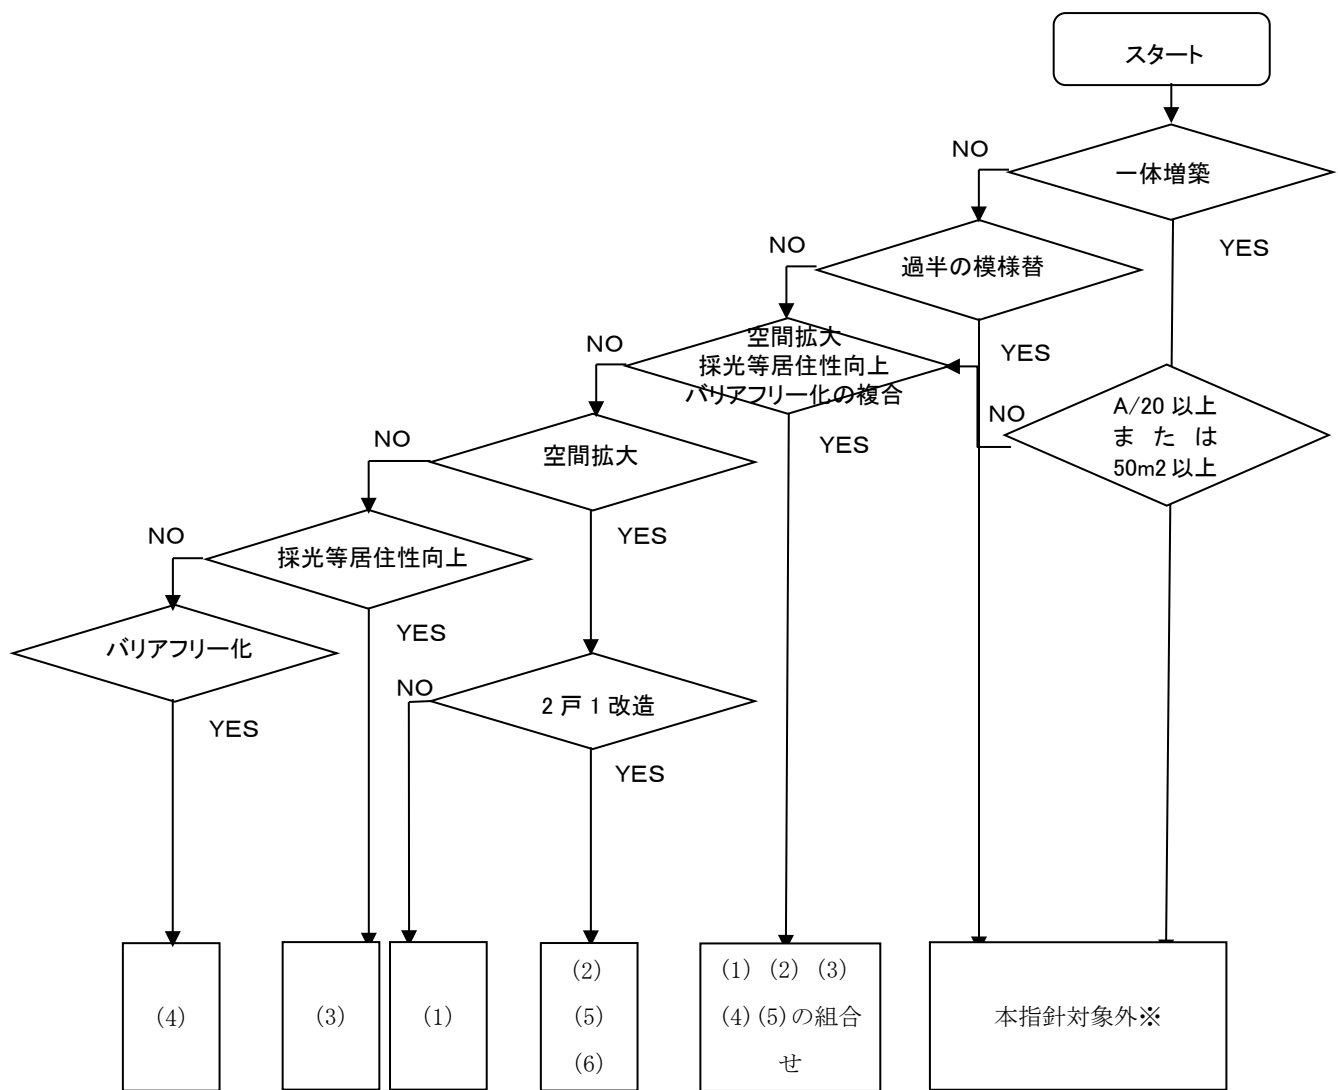 スタート
NO
一体増築
YES
NO
過半の模様替
YES
NO
空間拡大
採光等居住性向上
バリアフリー化の複合
YES
NO
A/20 以上
または
50m2 以上
NO
空間拡大
YES
NO
採光等居住性向上
YES
バリアフリー化
YES
NO
2 戸 1 改造
YES
(4)
(3)
(1)
(2)
(5)
(6)
(1) (2) (3)
(4) (5) の組合
せ
本指針対象外※